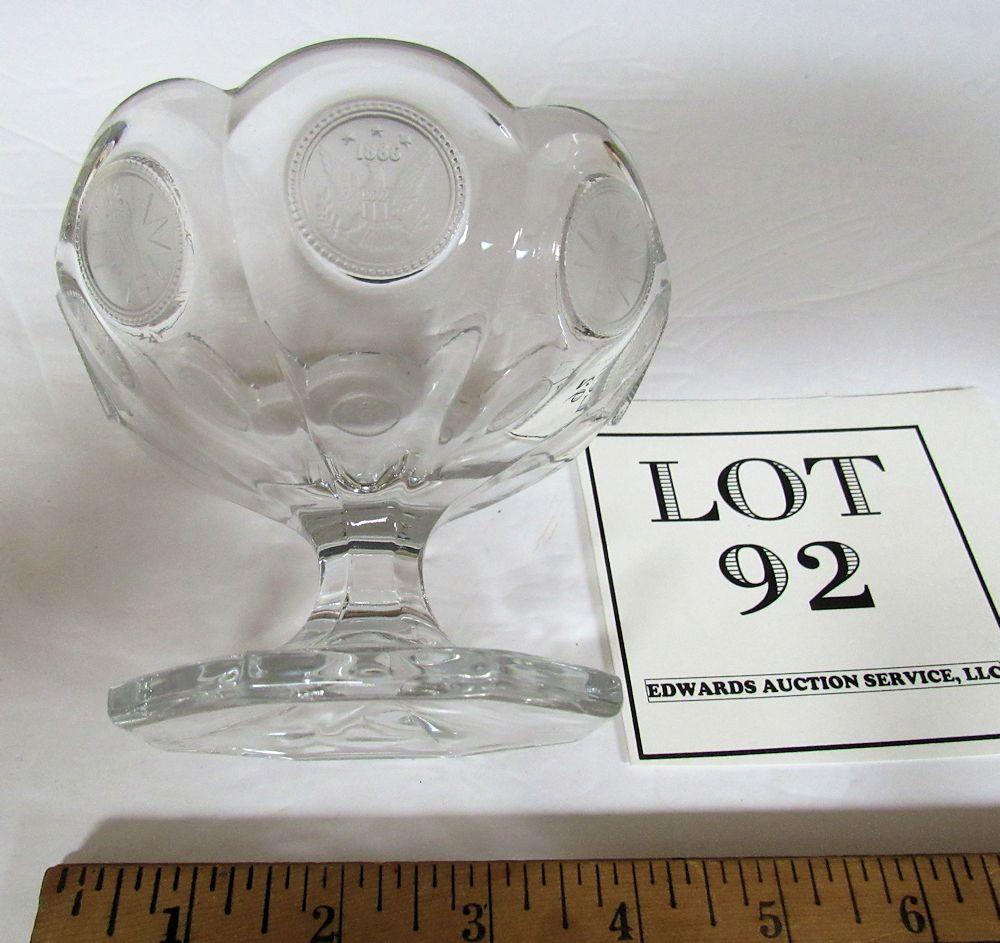 1886
LOT
92
EDWARDS AUCTION SERVICE, LLC
1 2 3 4 5 6